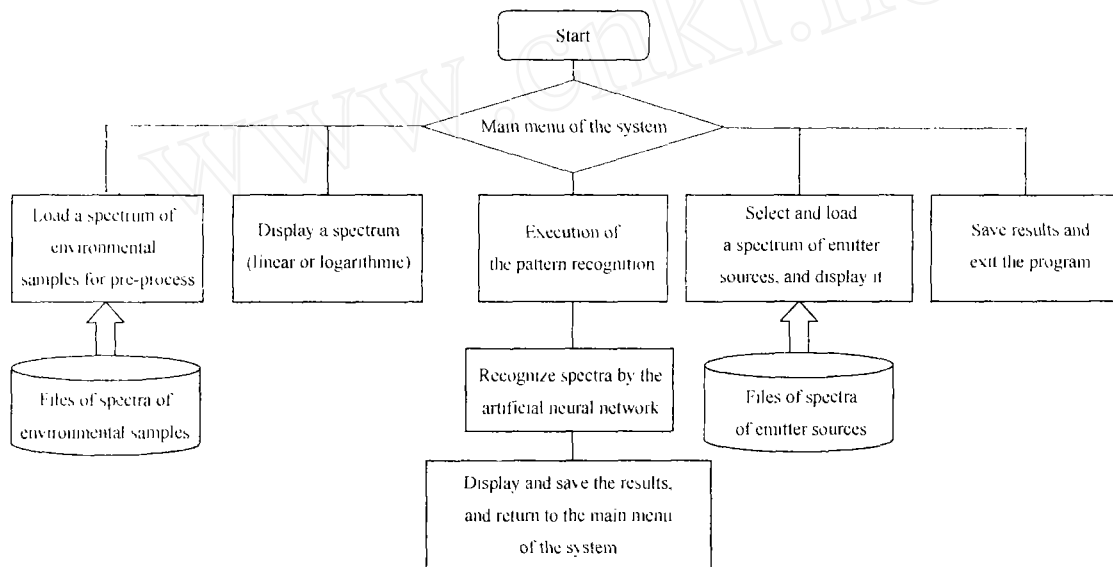 www.cnki.ne
Start
Main menu of the system
Load a spectrum of
environmental
samples for pre-process
Display a spectrum
(linear or logarithmic)
Execution of
the pattern recognition
Select and load
a spectrum of emitter
sources, and display it
Save results and
exit the program
Files of spectra of
environmental samples
Recognize spectra by the
artificial neural network
Files of spectra
of emitter sources
Display and save the results,
and return to the main menu
of the system